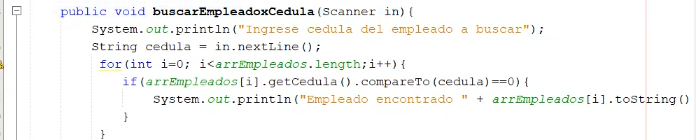 public void buscarEmpleadoxCedula(Scanner in){
System.out.println("Ingrese cedula del empleado a buscar");
String cedula = in.nextLine();
for(int i=0; i<arrEmpleados.length;i++){
if(arrEmpleados[i].getCedula().compareTo(cedula)==0){
System.out.println("Empleado encontrado " + arrEmpleados[i].toString()
}
}